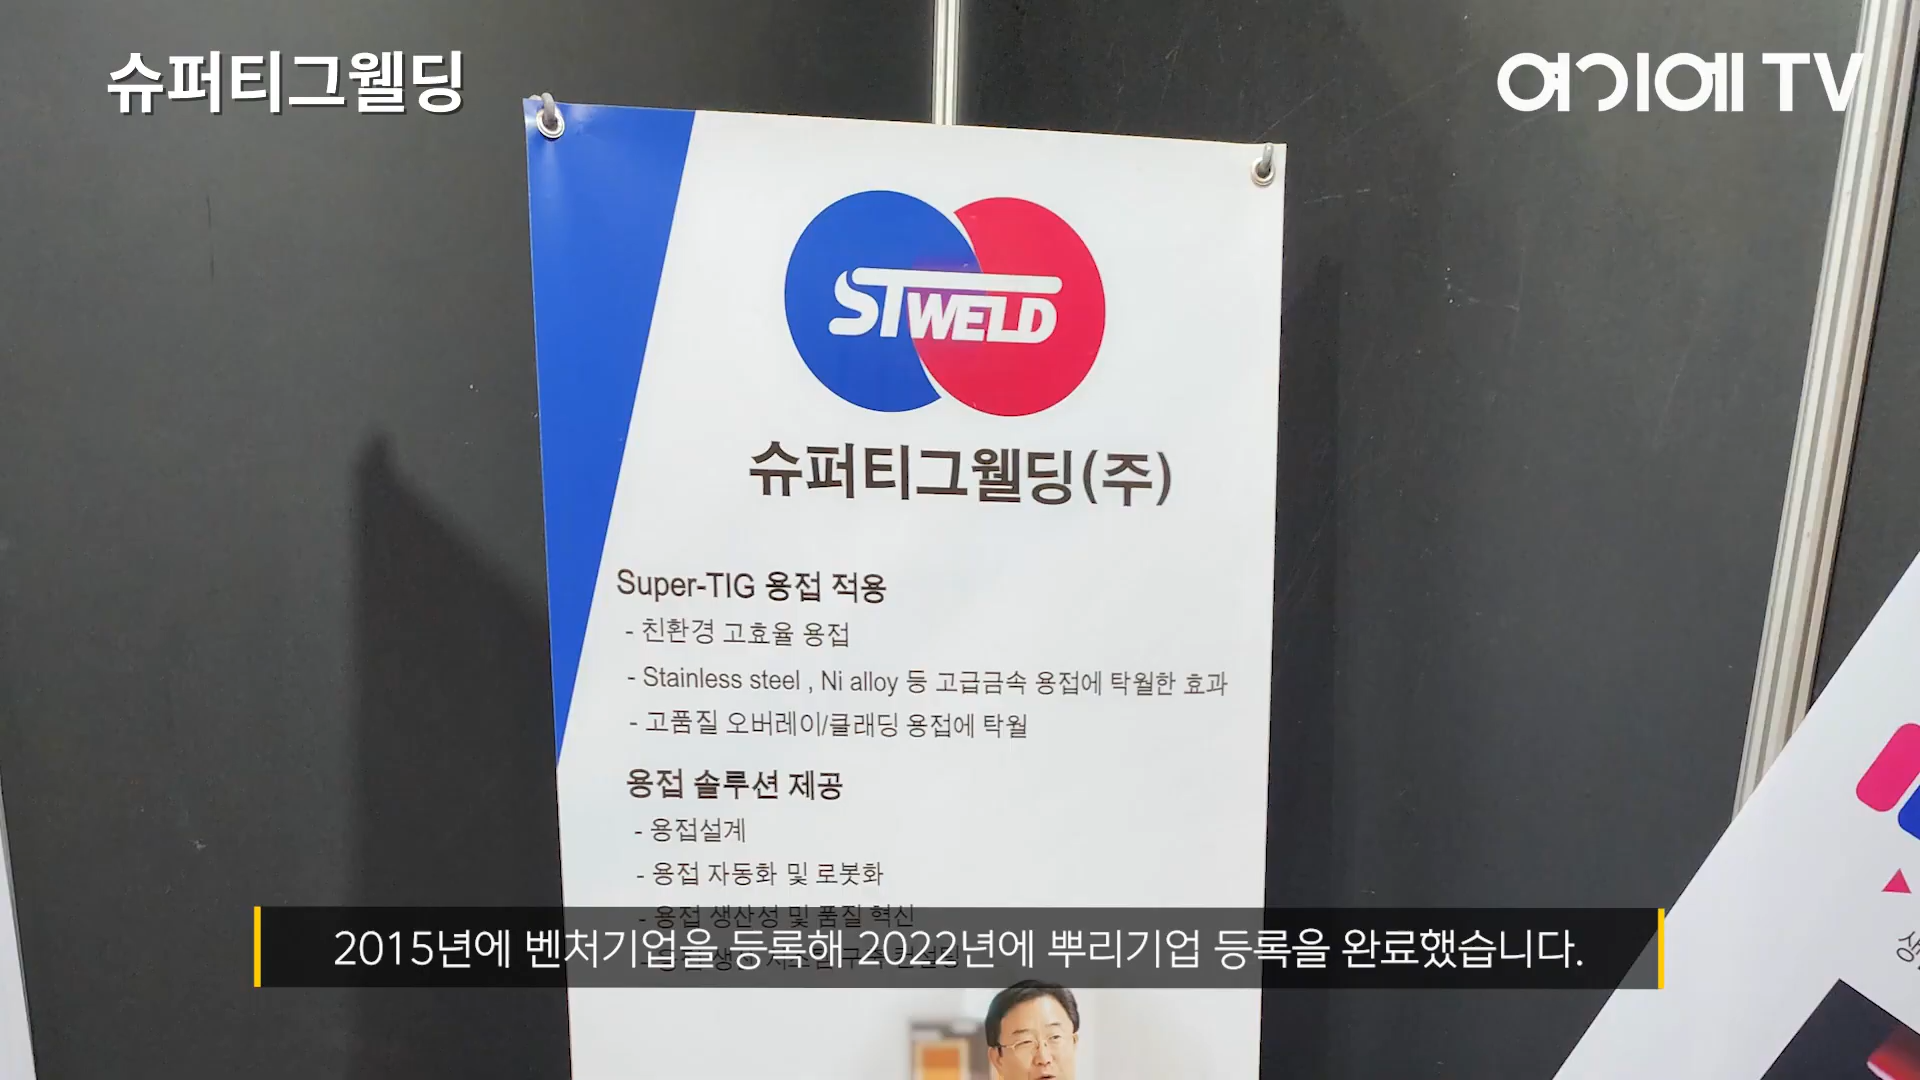 슈퍼티그웰딩
여기에 TV
STWELD
슈퍼티그웰딩(주)
Super-TIG 용접 적용
- 친환경 고효율 용접
- Stainless steel , Ni alloy 등 고급금속 용접에 탁월한 효과
- 고품질 오버레이/클래딩 용접에 탁월
용접 솔루션 제공
- 용접설계
- 용접 자동화 및 로봇화
- 용접 생산성 및 품질 혁신
2015년에 벤처기업을 등록해 2022년에 뿌리기업 등록을 완료했습니다.